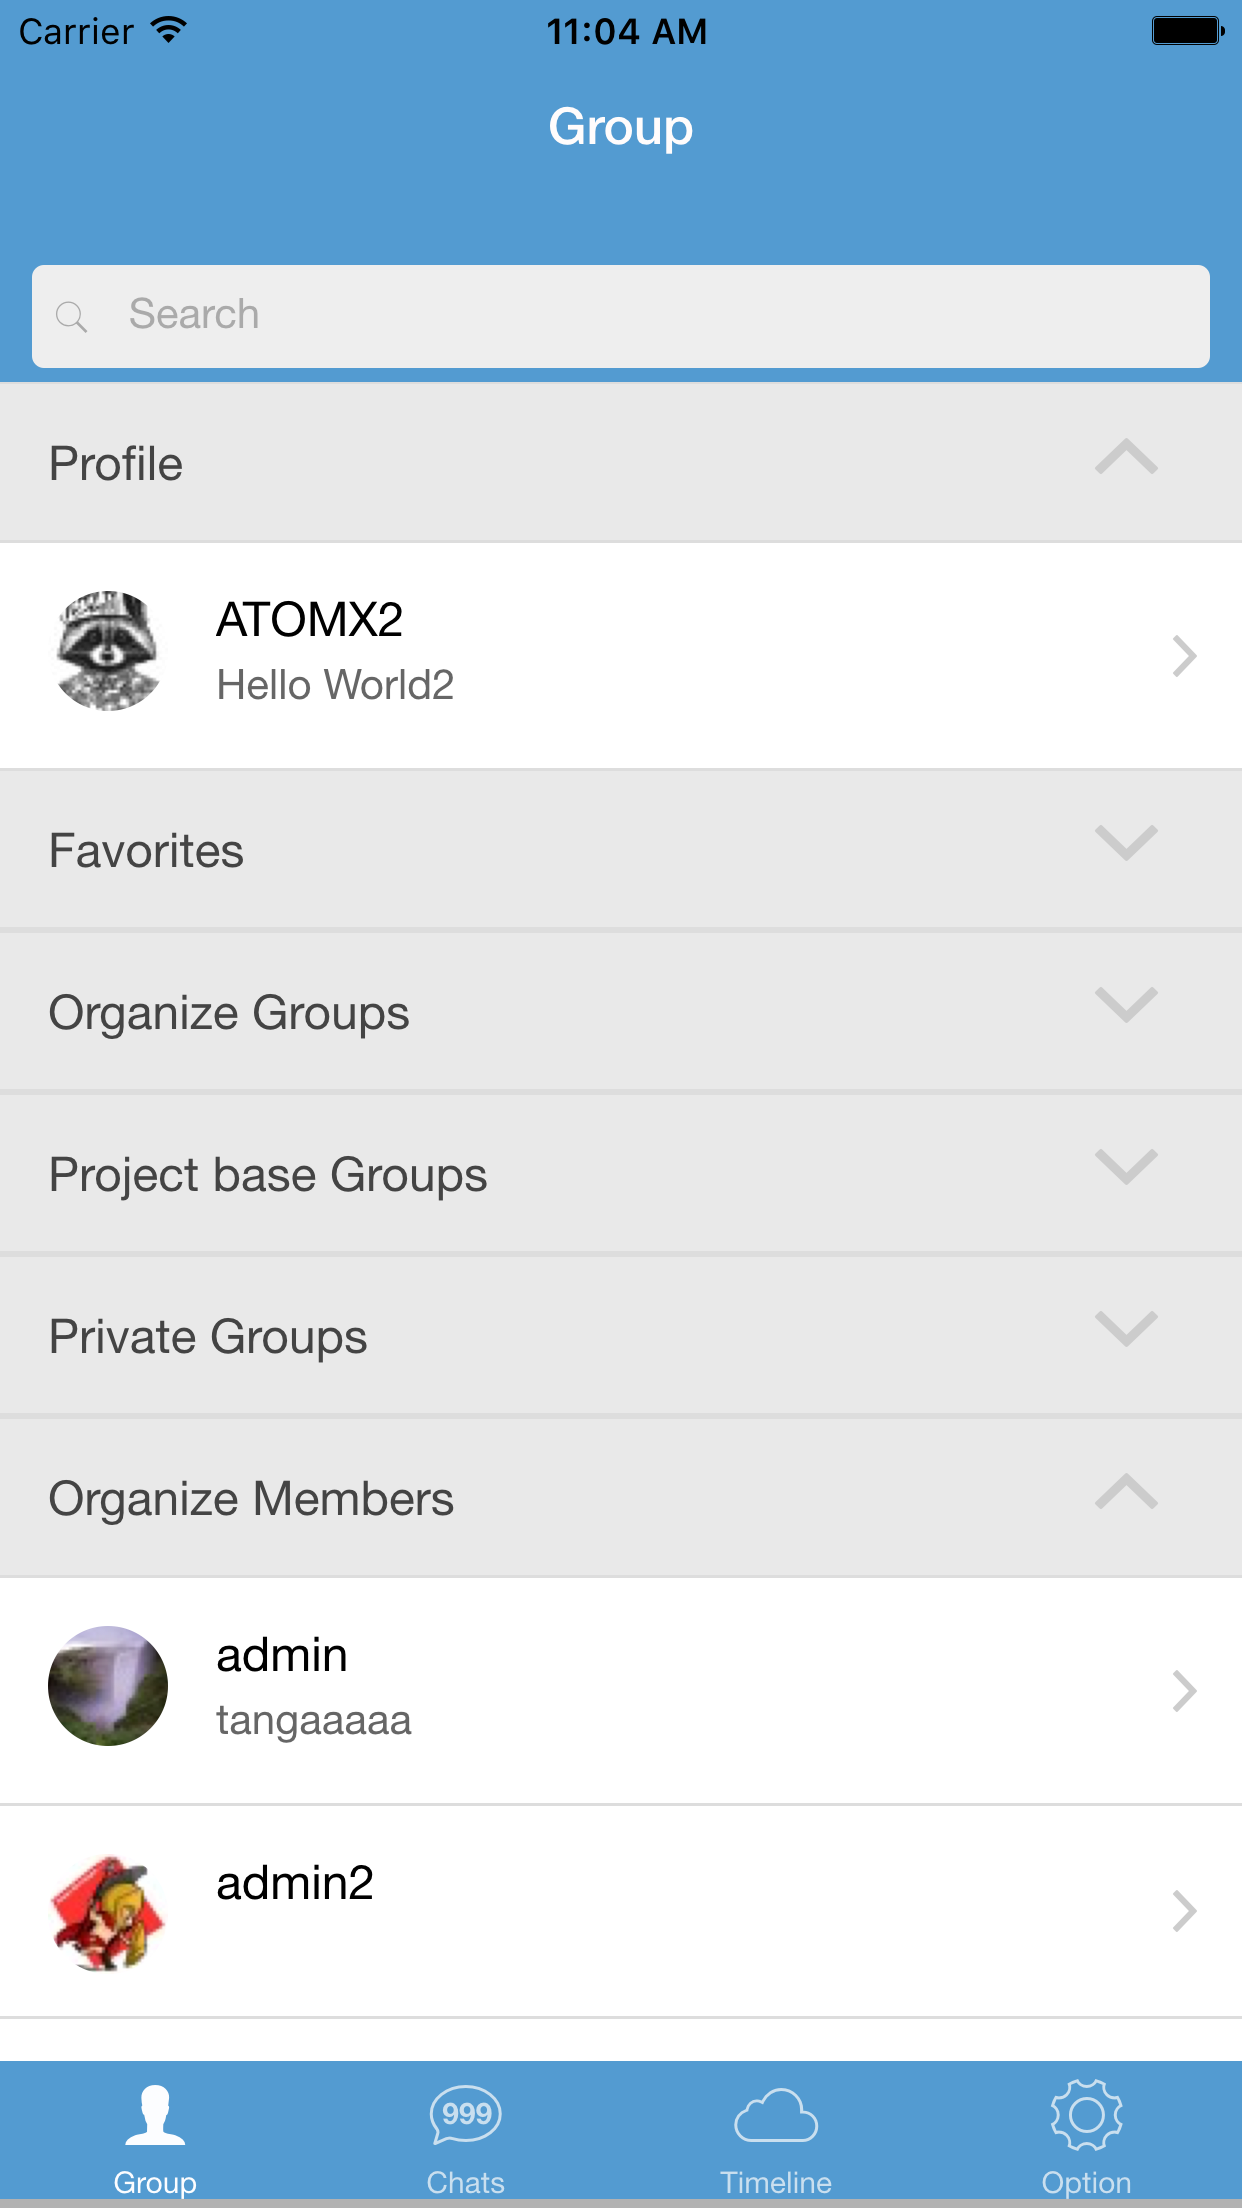 Carrier 11:04 AM
Group
Search
Profile
ATOMX2
Hello World2
Favorites
Organize Groups
Project base Groups
Private Groups
Organize Members
admin
tangaaaaa
admin2
999
Group Chats Timeline Option